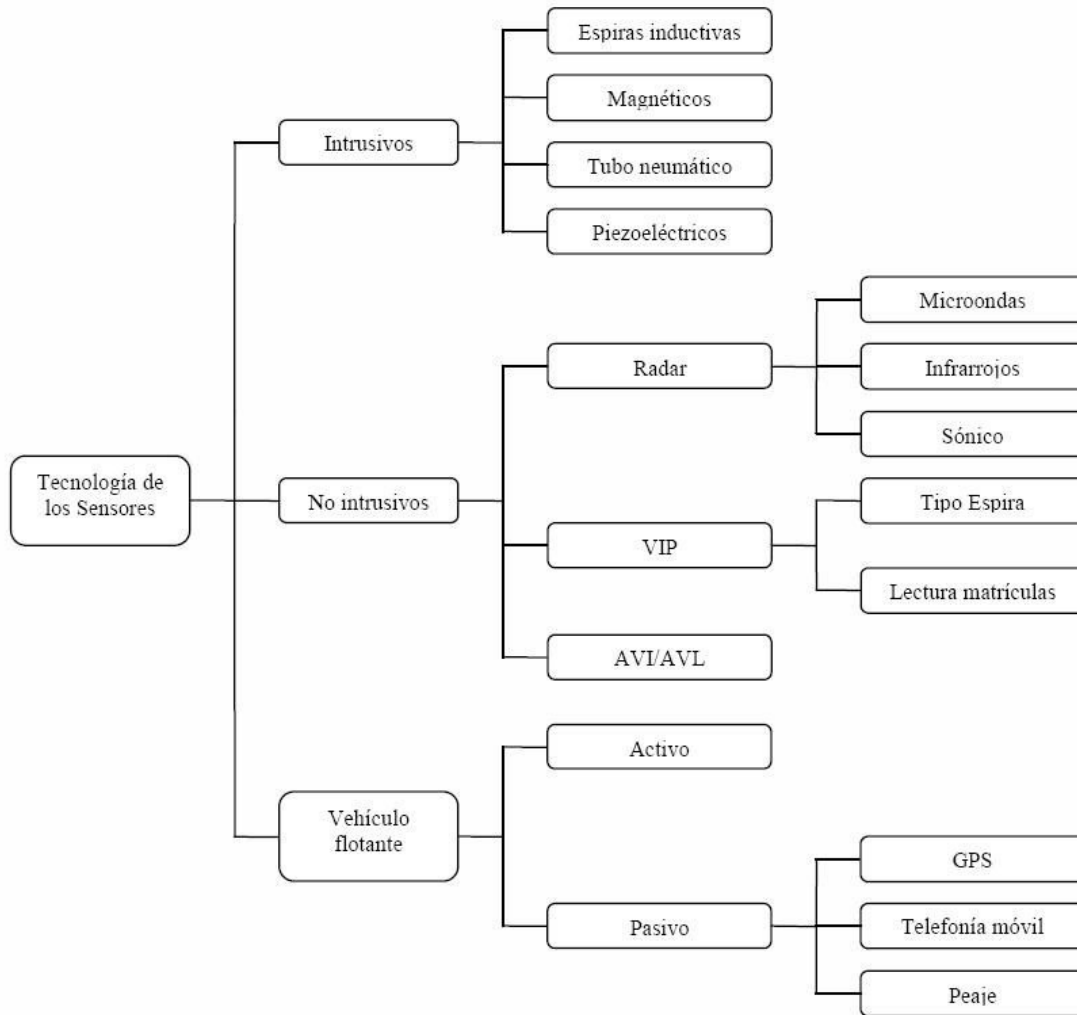 Espiras inductivas
Magnéticos
Intrusivos
Tubo neumático
Piezoeléctricos
Microondas
Radar
Infrarrojos
Sónico
Tecnología de
los Sensores
No intrusivos
Tipo Espira
VIP
Lectura matrículas
AVI/AVL
Activo
Vehículo
flotante
GPS
Pasivo
Telefonía móvil
Peaje